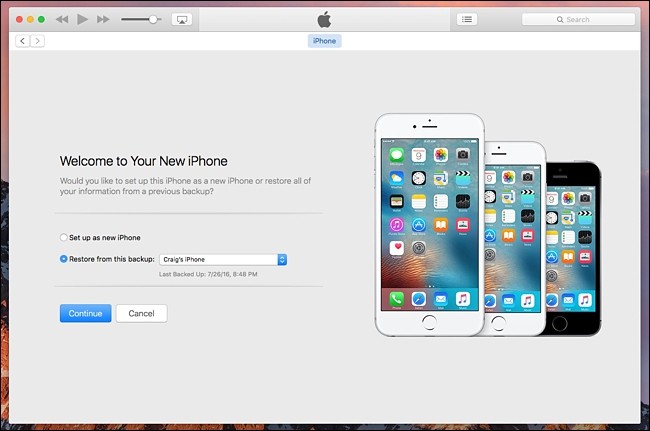 Search
iPhone
Welcome to Your New iPhone
Would you like to set up this iPhone as a new iPhone or restore all of
your information from a previous backup?
Set up as new iPhone
Restore from this backup: Craig's iPhone
Last Backed Up: 7/26/16, 8:48 PM
Continue Cancel